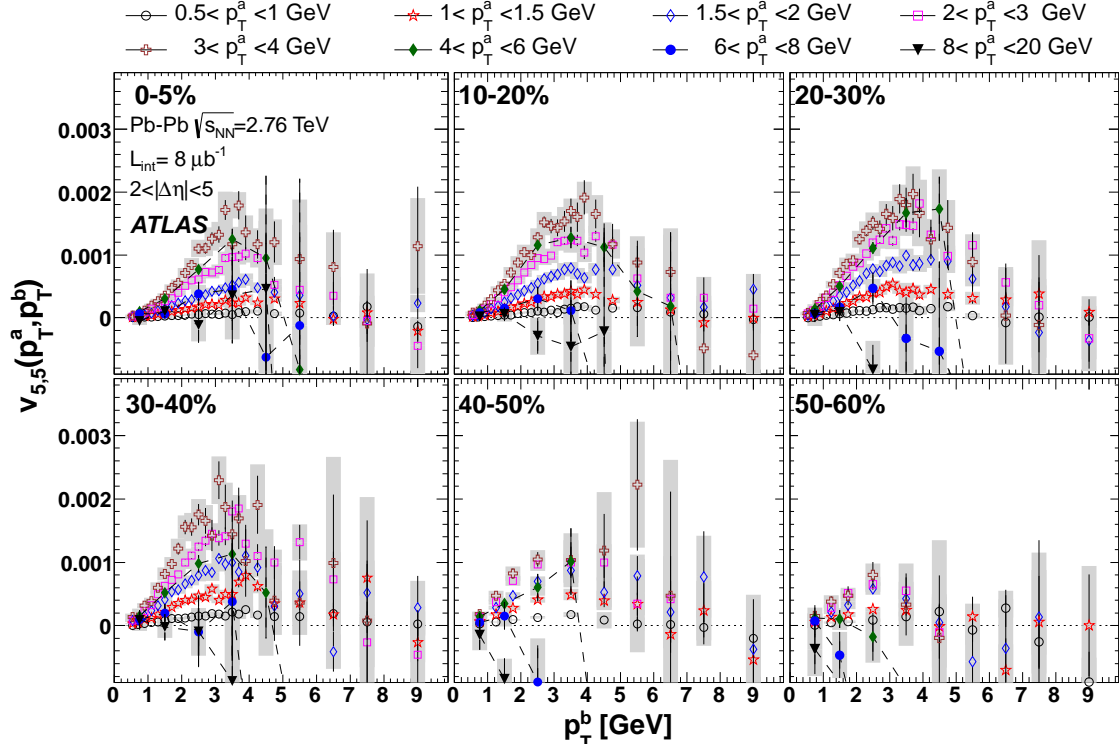 0.5< p_T^a <1 GeV 1< p_T^a <1.5 GeV 1.5< p_T^a <2 GeV 2< p_T^a <3 GeV
3< p_T^a <4 GeV 4< p_T^a <6 GeV 6< p_T^a <8 GeV 8< p_T^a <20 GeV
0-5% 10-20% 20-30%
Pb-Pb √s_NN=2.76 TeV
L_int= 8 μb^-1
2<|Δη|<5
ATLAS
0.003
0.002
0.001
0
v_5,5(p_T^a,p_T^b)
30-40% 40-50% 50-60%
0.003
0.002
0.001
0
0 1 2 3 4 5 6 7 8 9 0 1 2 3 4 5 6 7 8 9 0 1 2 3 4 5 6 7 8 9
p_T^b [GeV]